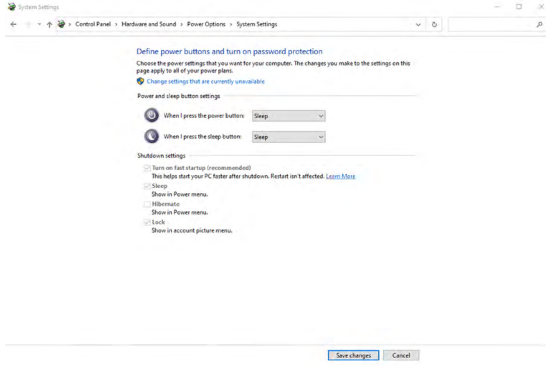 System Settings
Control Panel > Hardware and Sound > Power Options > System Settings
Define power buttons and turn on password protection
Choose the power settings that you want for your computer. The changes you make to the settings on this
page apply to all of your power plans.
Change settings that are currently unavailable
Power and sleep button settings
When I press the power button: Sleep
When I press the sleep button: Sleep
Shutdown settings
Turn on fast startup (recommended)
This helps start your PC faster after shutdown. Restart isn't affected. Learn More
Sleep
Show in Power menu.
Hibernate
Show in Power menu.
Lock
Show in account picture menu.
Save changes Cancel